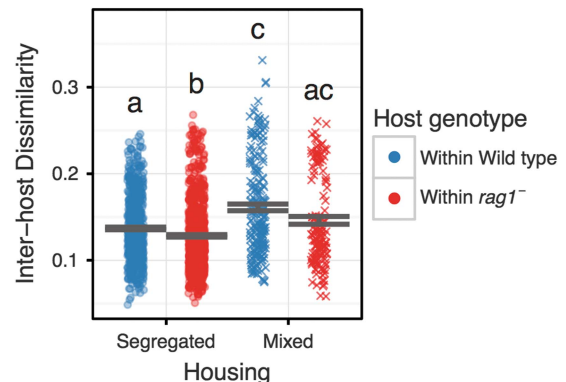 c
ac
a
b
Inter-host Dissimilarity
0.3
0.2
0.1
Segregated
Mixed
Housing
Host genotype
Within Wild type
Within rag1⁻